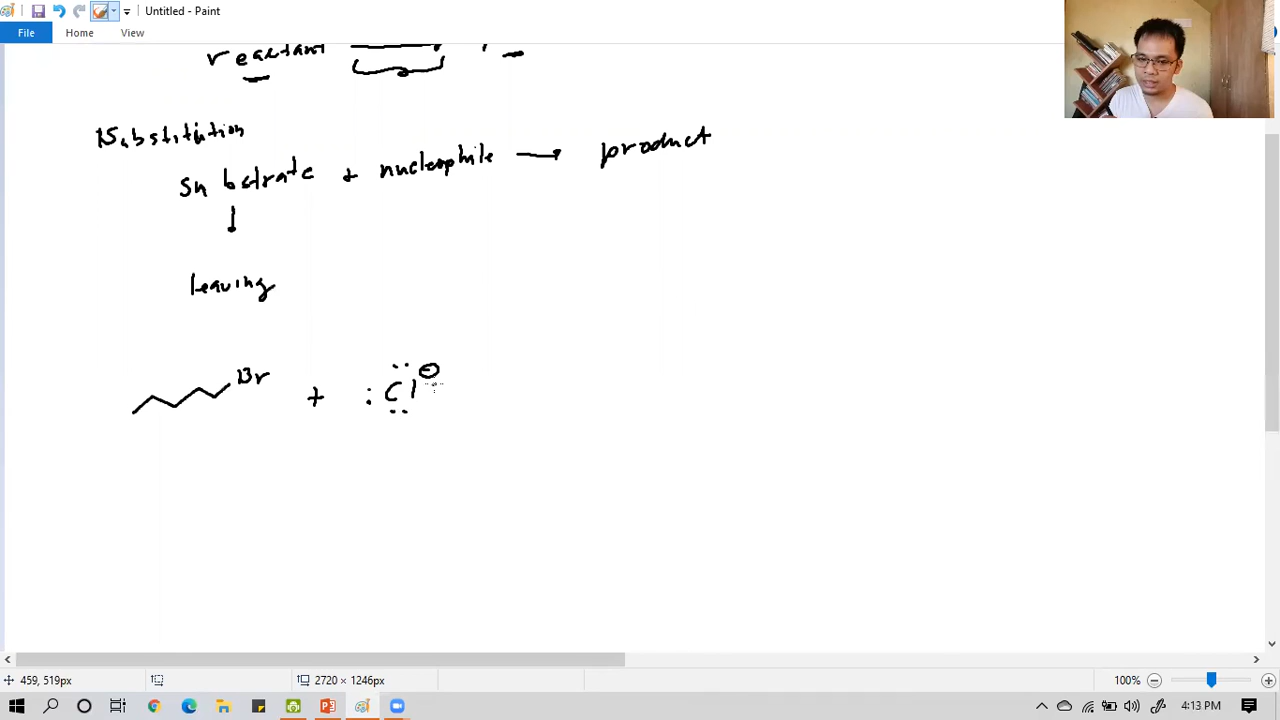 Untitled - Paint
File Home View
reactant
Substitution
Substrate + nucleophile → product
leaving
Br + :Cl ⊖
459, 519px 2720 × 1246px 100%
4:13 PM